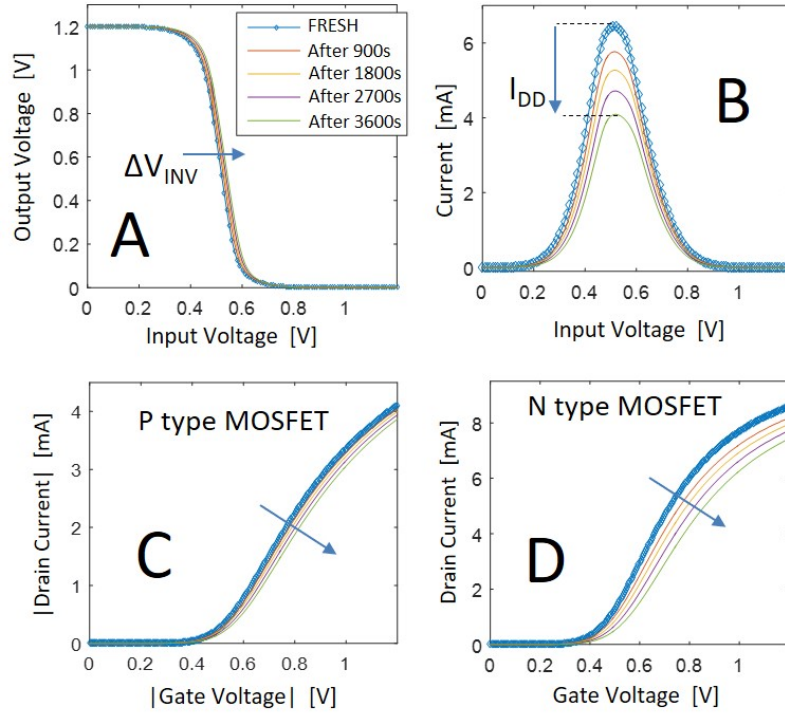 1.2
1.0
0.8
0.6
0.4
0.2
0
Output Voltage [V]
FRESH
After 900s
After 1800s
After 2700s
After 3600s
ΔV_INV
A
0 0.2 0.4 0.6 0.8 1
Input Voltage [V]
6
4
2
0
Current [mA]
I_DD
B
0 0.2 0.4 0.6 0.8 1
Input Voltage [V]
4
3
2
1
0
|Drain Current| [mA]
P type MOSFET
C
0 0.2 0.4 0.6 0.8 1
|Gate Voltage| [V]
8
6
4
2
0
Drain Current [mA]
N type MOSFET
D
0 0.2 0.4 0.6 0.8 1
Gate Voltage [V]